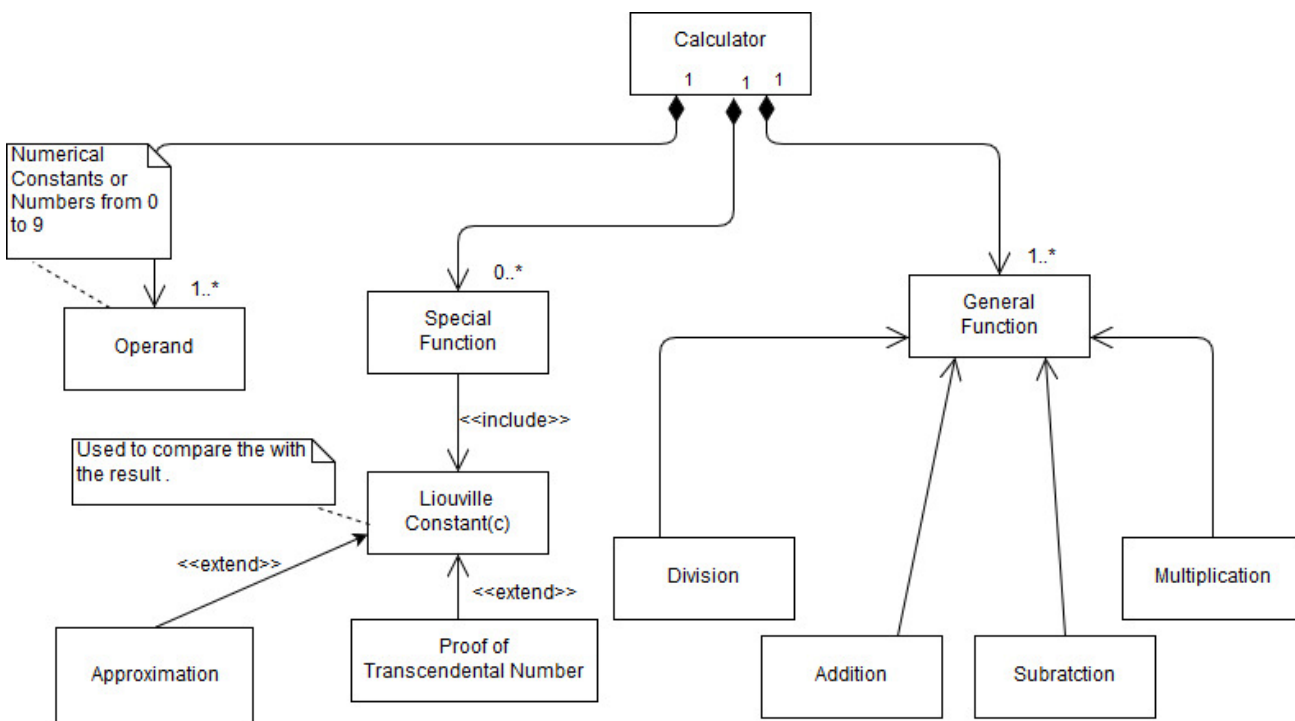 Calculator
1
1
1
Numerical
Constants or
Numbers from 0
to 9
1..*
0..*
1..*
Operand
Special
Function
General
Function
<<include>>
Used to compare the with
the result .
Liouville
Constant(c)
<<extend>>
<<extend>>
Division
Multiplication
Approximation
Proof of
Transcendental Number
Addition
Subratction